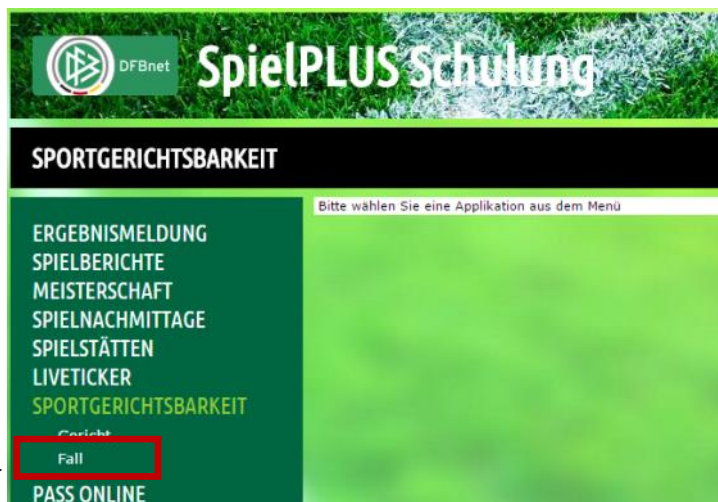 DFBnet
SpielPLUS Schulung
SPORTGERICHTSBARKEIT
Bitte wählen Sie eine Applikation aus dem Menü
ERGEBNISMELDUNG
SPIELBERICHTE
MEISTERSCHAFT
SPIELNACHMITTAGE
SPIELSTÄTTEN
LIVETICKER
SPORTGERICHTSBARKEIT
Gericht
Fall
PASS ONLINE